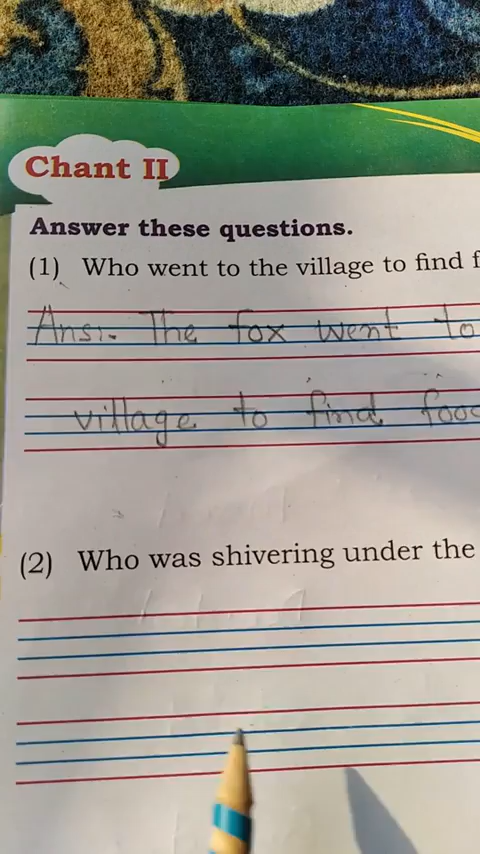 Chant II
Answer these questions.
(1) Who went to the village to find
Ans:- The fox went to
village to find
(2) Who was shivering under the